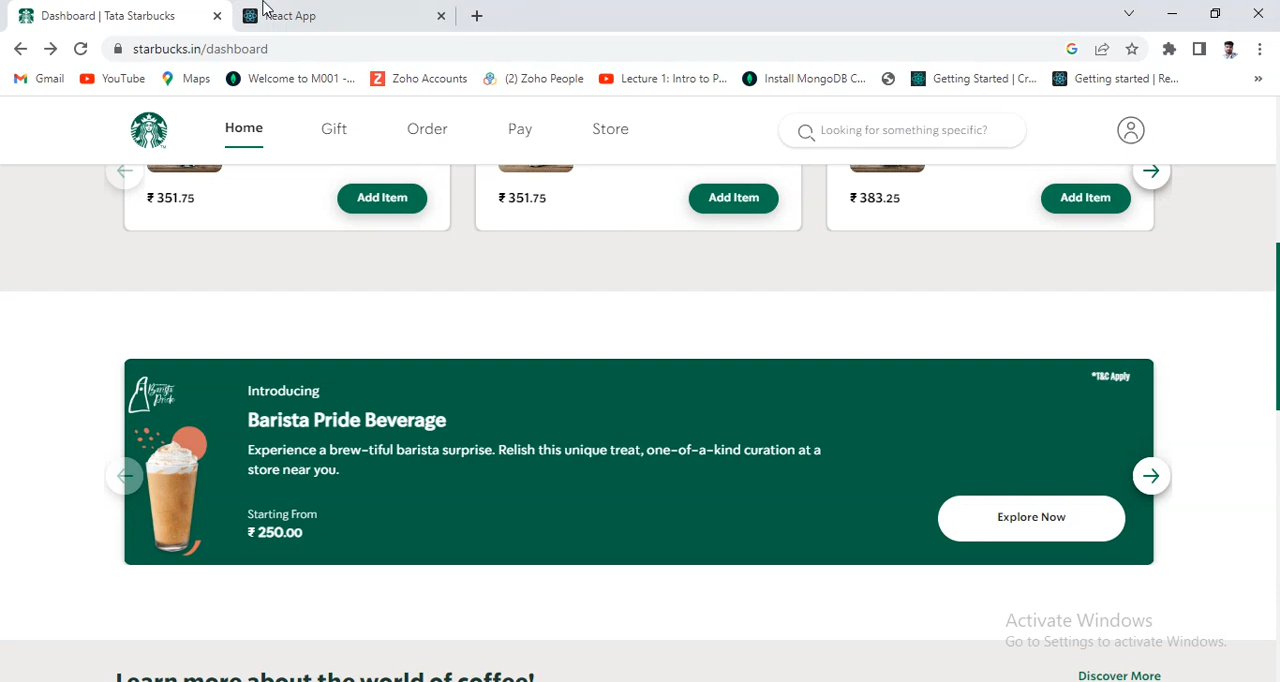 Dashboard | Tata Starbucks
React App
starbucks.in/dashboard
Gmail YouTube Maps Welcome to M001 -... Zoho Accounts (2) Zoho People Lecture 1: Intro to P... Install MongoDB C... Getting Started | Cr... Getting started | Re... »
Home Gift Order Pay Store Looking for something specific?
₹ 351.75 Add Item ₹ 351.75 Add Item ₹ 383.25 Add Item
*T&C Apply
Barista Pride
Introducing
Barista Pride Beverage
Experience a brew-tiful barista surprise. Relish this unique treat, one-of-a-kind curation at a
store near you.
Starting From
₹ 250.00
Explore Now
Activate Windows
Go to Settings to activate Windows.
Learn more about the world of coffee!
Discover More